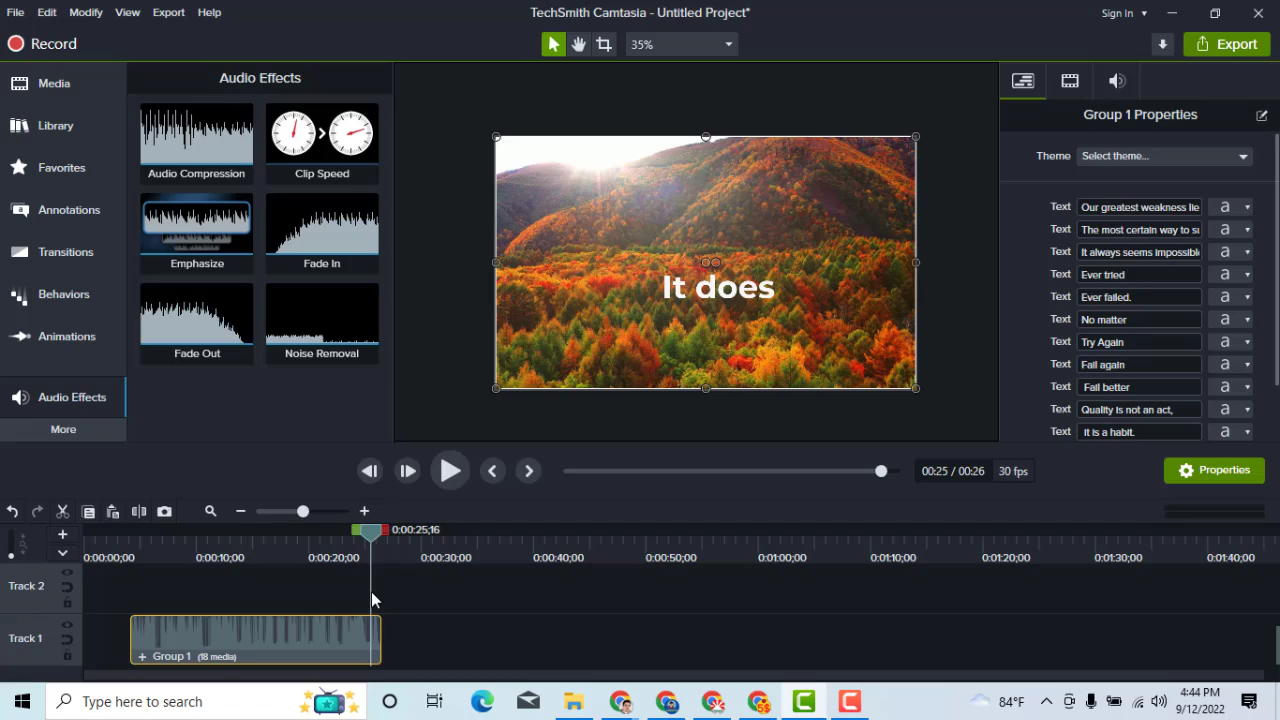 File Edit Modify View Export Help
TechSmith Camtasia - Untitled Project*
Sign In
Record
35%
Export
Media
Library
Favorites
Annotations
Transitions
Behaviors
Animations
Audio Effects
More
Audio Effects
Audio Compression
Clip Speed
Emphasize
Fade In
Fade Out
Noise Removal
It does
Group 1 Properties
Theme Select theme...
Text Our greatest weakness lie
Text The most certain way to su
Text It always seems impossible
Text Ever tried
Text Ever failed.
Text No matter
Text Try Again
Text Fail again
Text Fail better
Text Quality is not an act,
Text It is a habit.
00:25 / 00:26 30 fps
Properties
0:00:25;16
0:00:00;00 0:00:10;00 0:00:20;00 0:00:30;00 0:00:40;00 0:00:50;00 0:01:00;00 0:01:10;00 0:01:20;00 0:01:30;00 0:01:40;00
Track 2
Track 1
+ Group 1 (18 media)
Type here to search
84°F
4:44 PM
9/12/2022